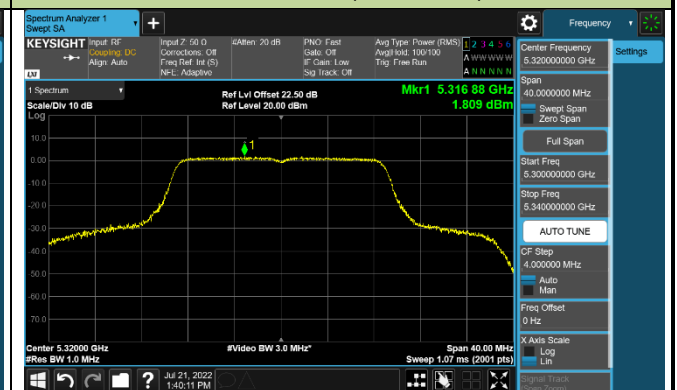 Spectrum Analyzer 1
Swept SA
Frequency
KEYSIGHT
Input: RF
Coupling: DC
Align: Auto
Input Z: 50 Ω
Corrections: Off
Freq Ref: Int (S)
NFE: Adaptive
#Atten: 20 dB
PNO: Fast
Gate: Off
IF Gain: Low
Sig Track: Off
Avg Type: Power (RMS)
Avg|Hold: 100/100
Trig: Free Run
1 2 3 4 5 6
A W W W W W
A N N N N N
LXI
Center Frequency
5.320000000 GHz
Settings
Span
40.0000000 MHz
Swept Span
Zero Span
Full Span
Start Freq
5.300000000 GHz
Stop Freq
5.340000000 GHz
AUTO TUNE
CF Step
4.000000 MHz
Auto
Man
Freq Offset
0 Hz
X Axis Scale
Log
Lin
Signal Track
1 Spectrum
Scale/Div 10 dB
Log
Ref Lvl Offset 22.50 dB
Ref Level 20.00 dBm
Mkr1 5.316 88 GHz
1.809 dBm
1
10.0
0.00
-10.0
-20.0
-30.0
-40.0
-50.0
-60.0
-70.0
Center 5.32000 GHz
#Res BW 1.0 MHz
#Video BW 3.0 MHz*
Span 40.00 MHz
Sweep 1.07 ms (2001 pts)
Jul 21, 2022
1:40:11 PM